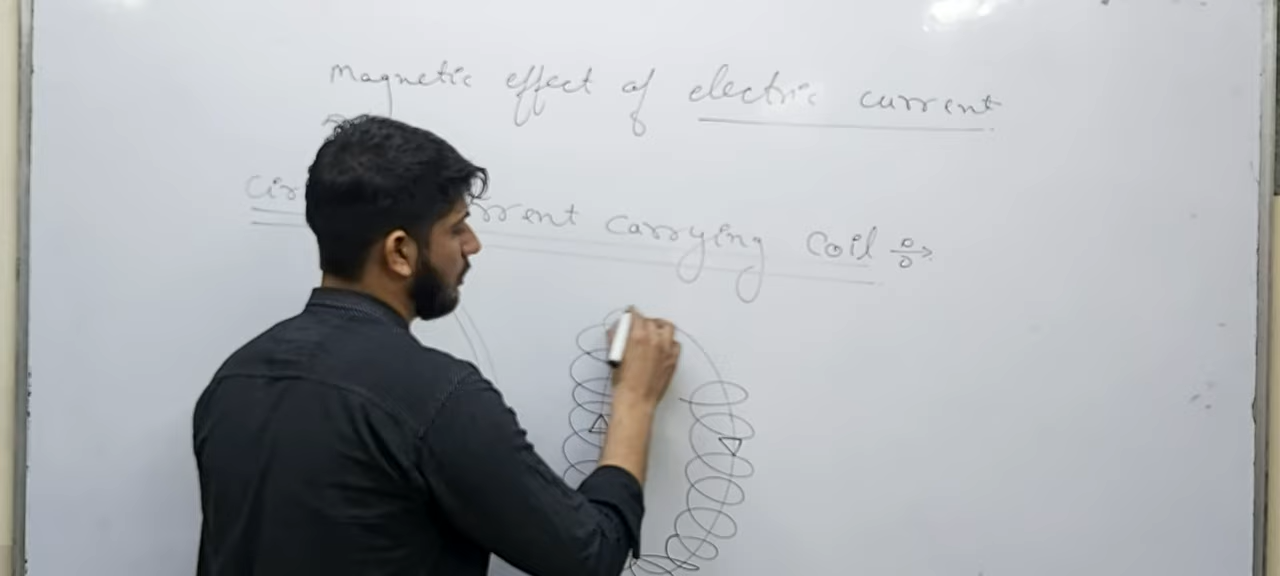 Magnetic effect of electric current
Cir rrent carrying Coil ÷→